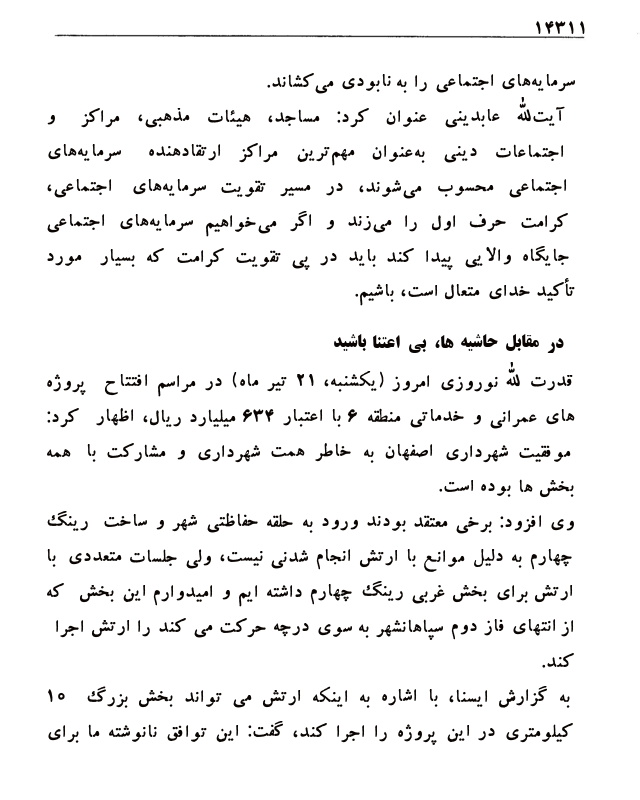 ۱۴۳۱۱
سرمایه‌های اجتماعی را به نابودی می‌کشاند.
آیت‌الله عابدینی عنوان کرد: مساجد، هیئات مذهبی، مراکز و
اجتماعات دینی به‌عنوان مهم‌ترین مراکز ارتقادهنده سرمایه‌های
اجتماعی محسوب می‌شوند، در مسیر تقویت سرمایه‌های اجتماعی،
کرامت حرف اول را می‌زند و اگر می‌خواهیم سرمایه‌های اجتماعی
جایگاه والایی پیدا کند باید در پی تقویت کرامت که بسیار مورد
تأکید خدای متعال است، باشیم.
در مقابل حاشیه ها، بی اعتنا باشید
قدرت الله نوروزی امروز (یکشنبه، ۲۱ تیر ماه) در مراسم افتتاح پروژه
های عمرانی و خدماتی منطقه ۶ با اعتبار ۶۳۴ میلیارد ریال، اظهار کرد:
موفقیت شهرداری اصفهان به خاطر همت شهرداری و مشارکت با همه
بخش ها بوده است.
وی افزود: برخی معتقد بودند ورود به حلقه حفاظتی شهر و ساخت رینگ
چهارم به دلیل موانع با ارتش انجام شدنی نیست، ولی جلسات متعددی با
ارتش برای بخش غربی رینگ چهارم داشته ایم و امیدوارم این بخش که
از انتهای فاز دوم سپاهانشهر به سوی درچه حرکت می کند را ارتش اجرا
کند.
به گزارش ایسنا، با اشاره به اینکه ارتش می تواند بخش بزرگ ۱۵
کیلومتری در این پروژه را اجرا کند، گفت: این توافق نانوشته ما برای